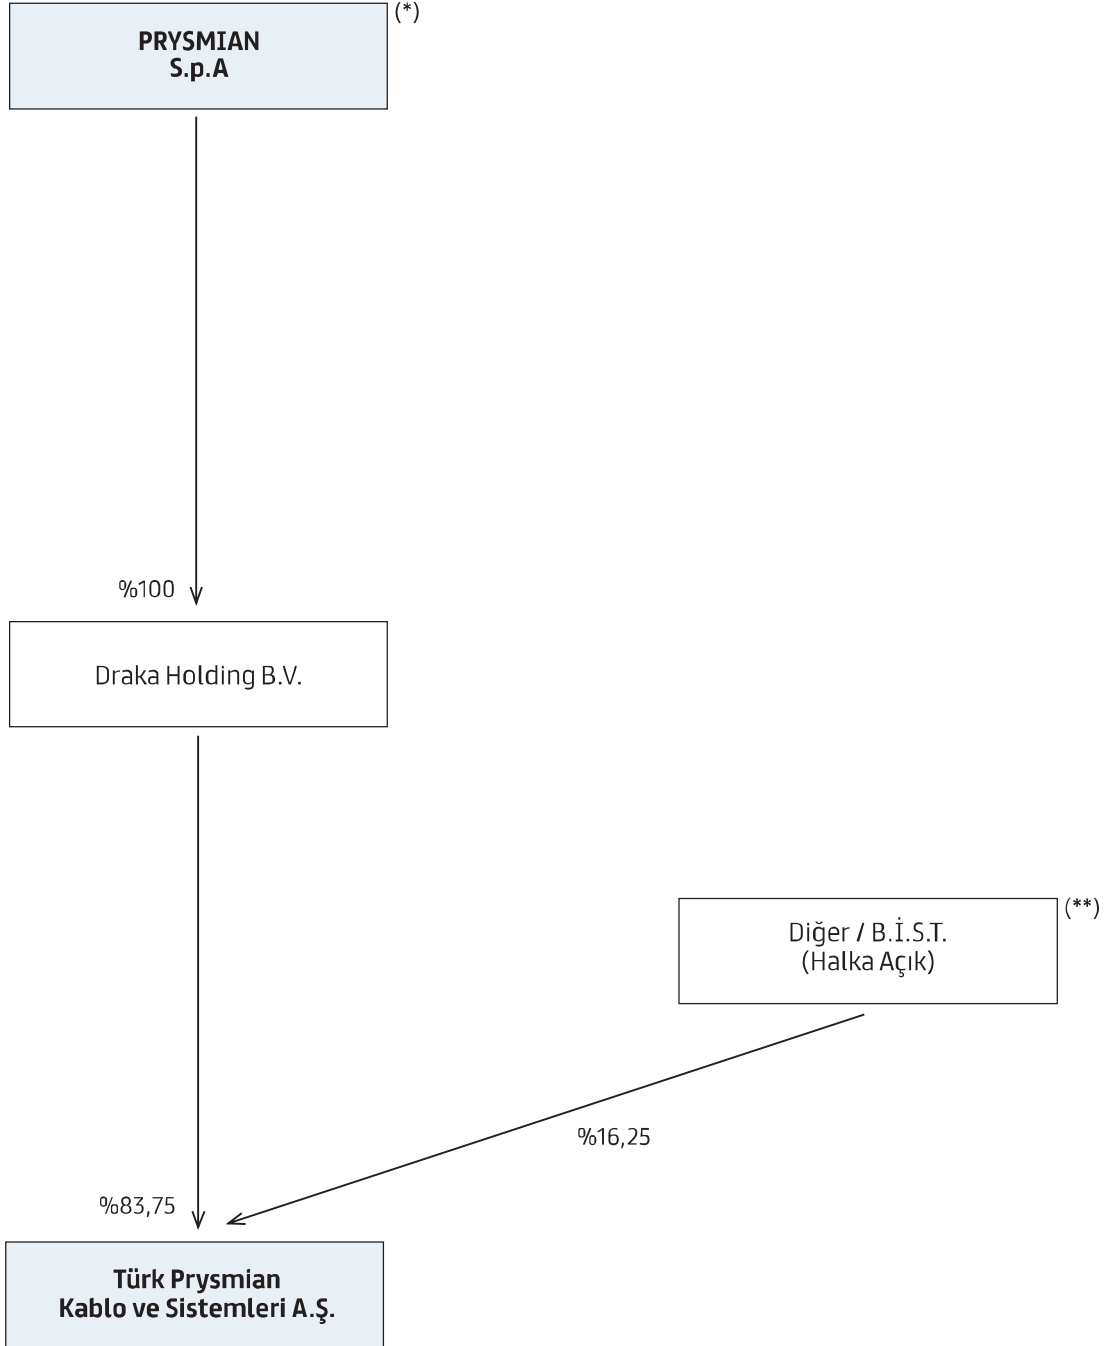 PRYSMIAN
S.p.A
(*)
%100
Draka Holding B.V.
Diğer / B.İ.S.T.
(Halka Açık)
(**)
%16,25
%83,75
Türk Prysmian
Kablo ve Sistemleri A.Ş.